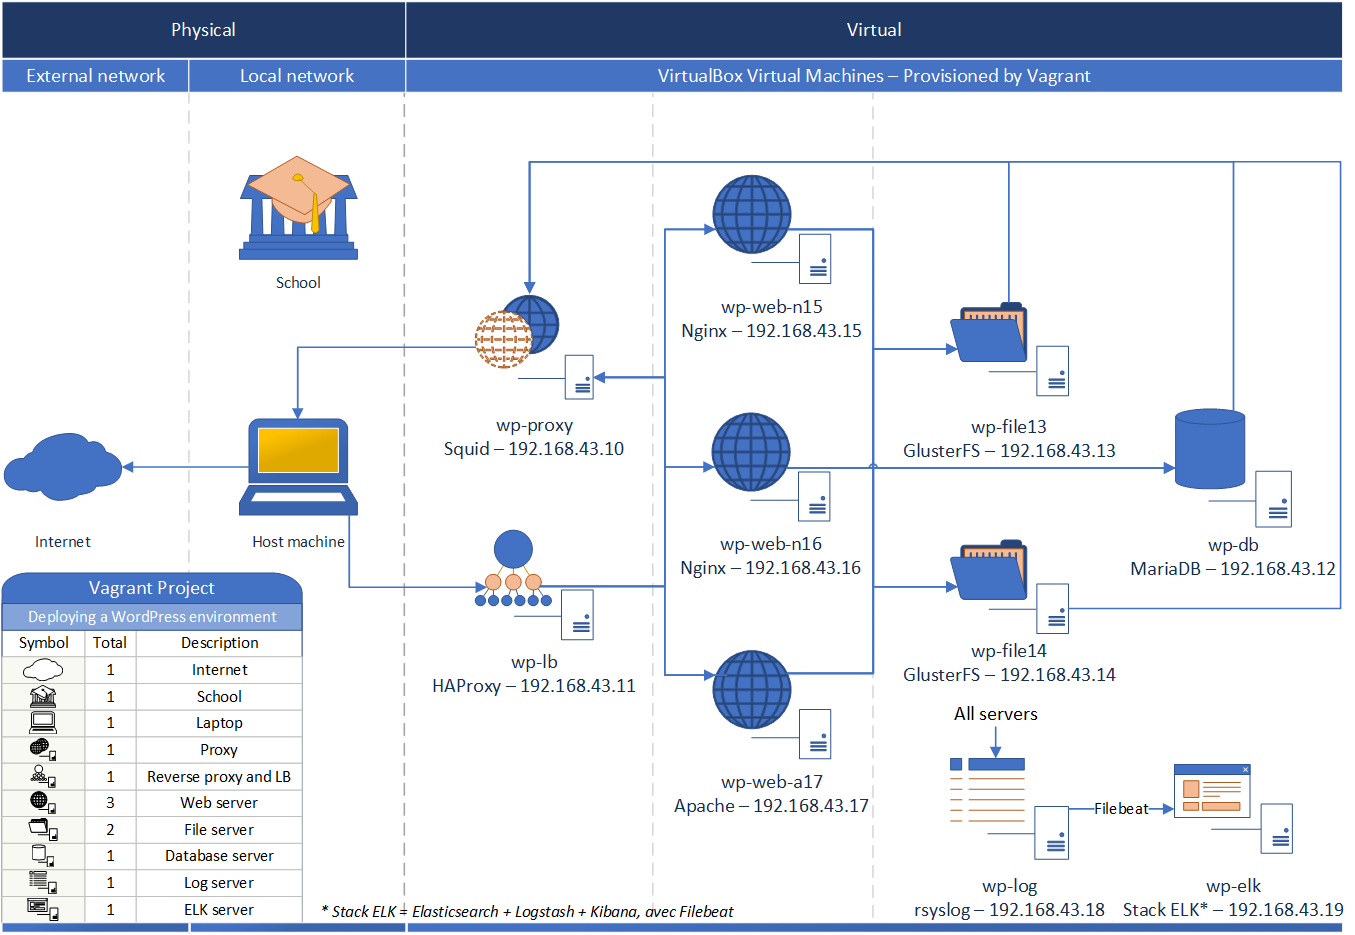 Physical
Virtual
External network
Local network
VirtualBox Virtual Machines – Provisioned by Vagrant
School
Internet
Host machine
wp-proxy
Squid – 192.168.43.10
wp-lb
HAProxy – 192.168.43.11
wp-web-n15
Nginx – 192.168.43.15
wp-web-n16
Nginx – 192.168.43.16
wp-web-a17
Apache – 192.168.43.17
wp-file13
GlusterFS – 192.168.43.13
wp-file14
GlusterFS – 192.168.43.14
wp-db
MariaDB – 192.168.43.12
All servers
Filebeat
wp-log
rsyslog – 192.168.43.18
wp-elk
Stack ELK* – 192.168.43.19
Vagrant Project
Deploying a WordPress environment
Symbol Total Description
1 Internet
1 School
1 Laptop
1 Proxy
1 Reverse proxy and LB
3 Web server
2 File server
1 Database server
1 Log server
1 ELK server
* Stack ELK = Elasticsearch + Logstash + Kibana, avec Filebeat